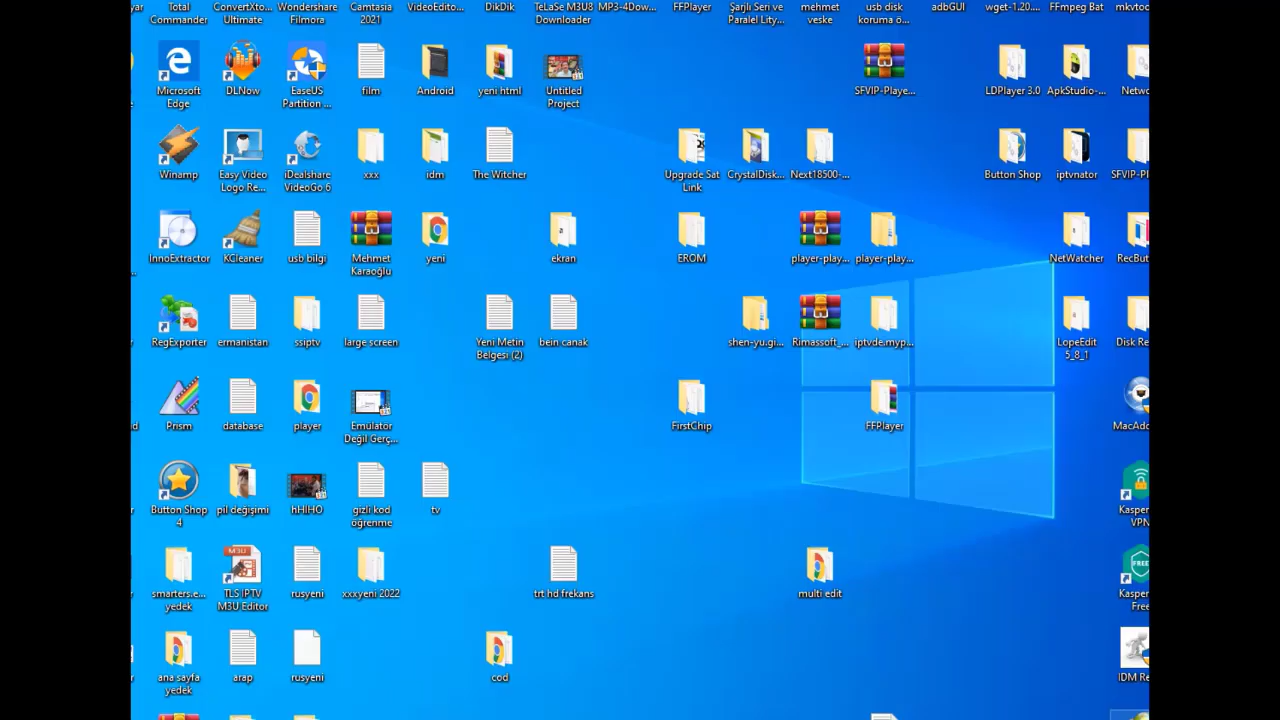 yar
Total
Commander
ConvertXto...
Ultimate
Wondershare
Filmora
Camtasia
2021
VideoEdito...
DikDik
TeLaSe M3U8
Downloader
MP3-4Dow...
FFPlayer
Şarjlı Seri ve
Paralel Lity...
mehmet
veske
usb disk
koruma ö...
adbGUI
wget-1.20....
FFmpeg Bat
mkvtoo
Microsoft
Edge
DLNow
EaseUS
Partition ...
film
Android
yeni html
Untitled
Project
SFVIP-Playe...
LDPlayer 3.0
ApkStudio-...
Netwo
Winamp
Easy Video
Logo Re...
iDealshare
VideoGo 6
xxx
idm
The Witcher
Upgrade Sat
Link
CrystalDisk...
Next18500-...
Button Shop
iptvnator
SFVIP-Pl
InnoExtractor
KCleaner
usb bilgi
Mehmet
Karaoğlu
yeni
ekran
EROM
player-play...
player-play...
NetWatcher
RecBut
RegExporter
ermanistan
ssiptv
large screen
Yeni Metin
Belgesi (2)
bein canak
shen-yu.gi...
Rimassoft_...
iptvde.myp...
LopeEdit
5_8_1
Disk Re
Prism
database
player
Emulator
Değil Gerç...
FirstChip
FFPlayer
MacAdd
Button Shop
4
pil değişimi
hHIHO
gizli kod
öğrenme
tv
Kaspers
VPN
smarters.e...
yedek
M3U
TLS IPTV
M3U Editor
rusyeni
xxxyeni 2022
trt hd frekans
multi edit
FREE
Kaspers
Free
ana sayfa
yedek
arap
rusyeni
cod
IDM Re